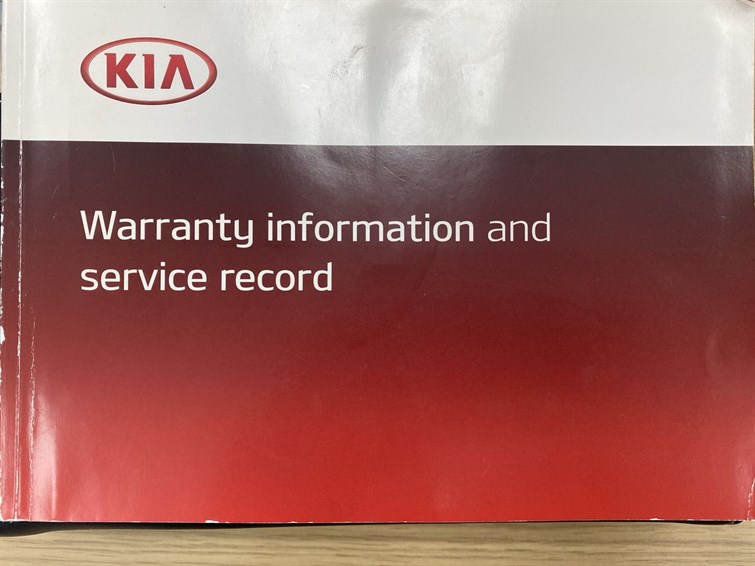 KIA
Warranty information and
service record